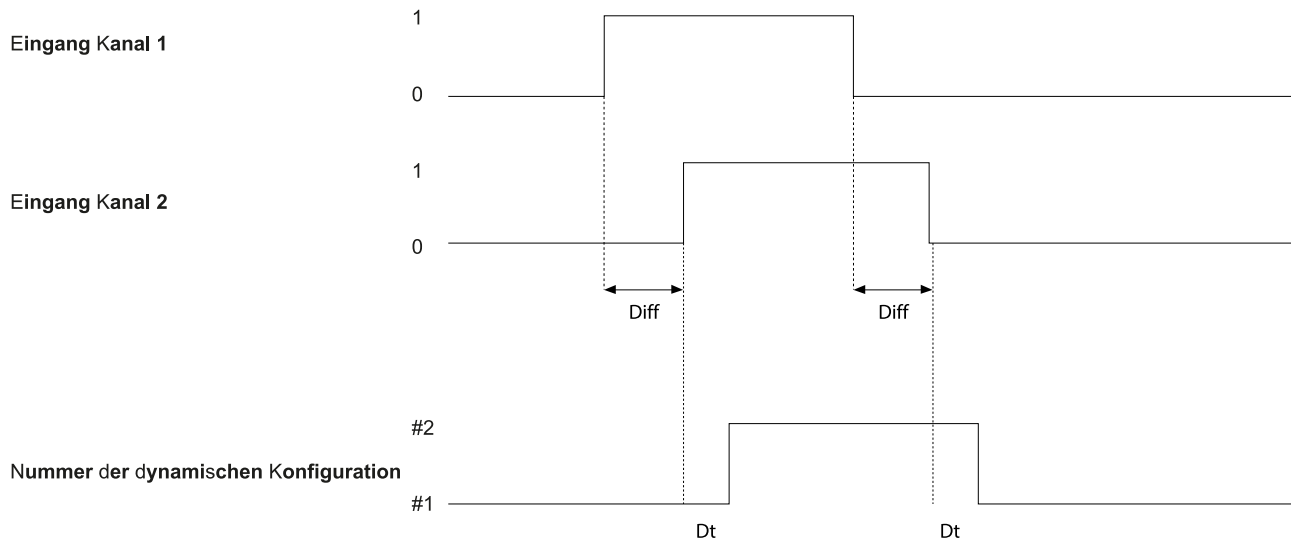 1
Eingang Kanal 1
0
1
Eingang Kanal 2
0
Diff Diff
#2
Nummer der dynamischen Konfiguration
#1
Dt Dt